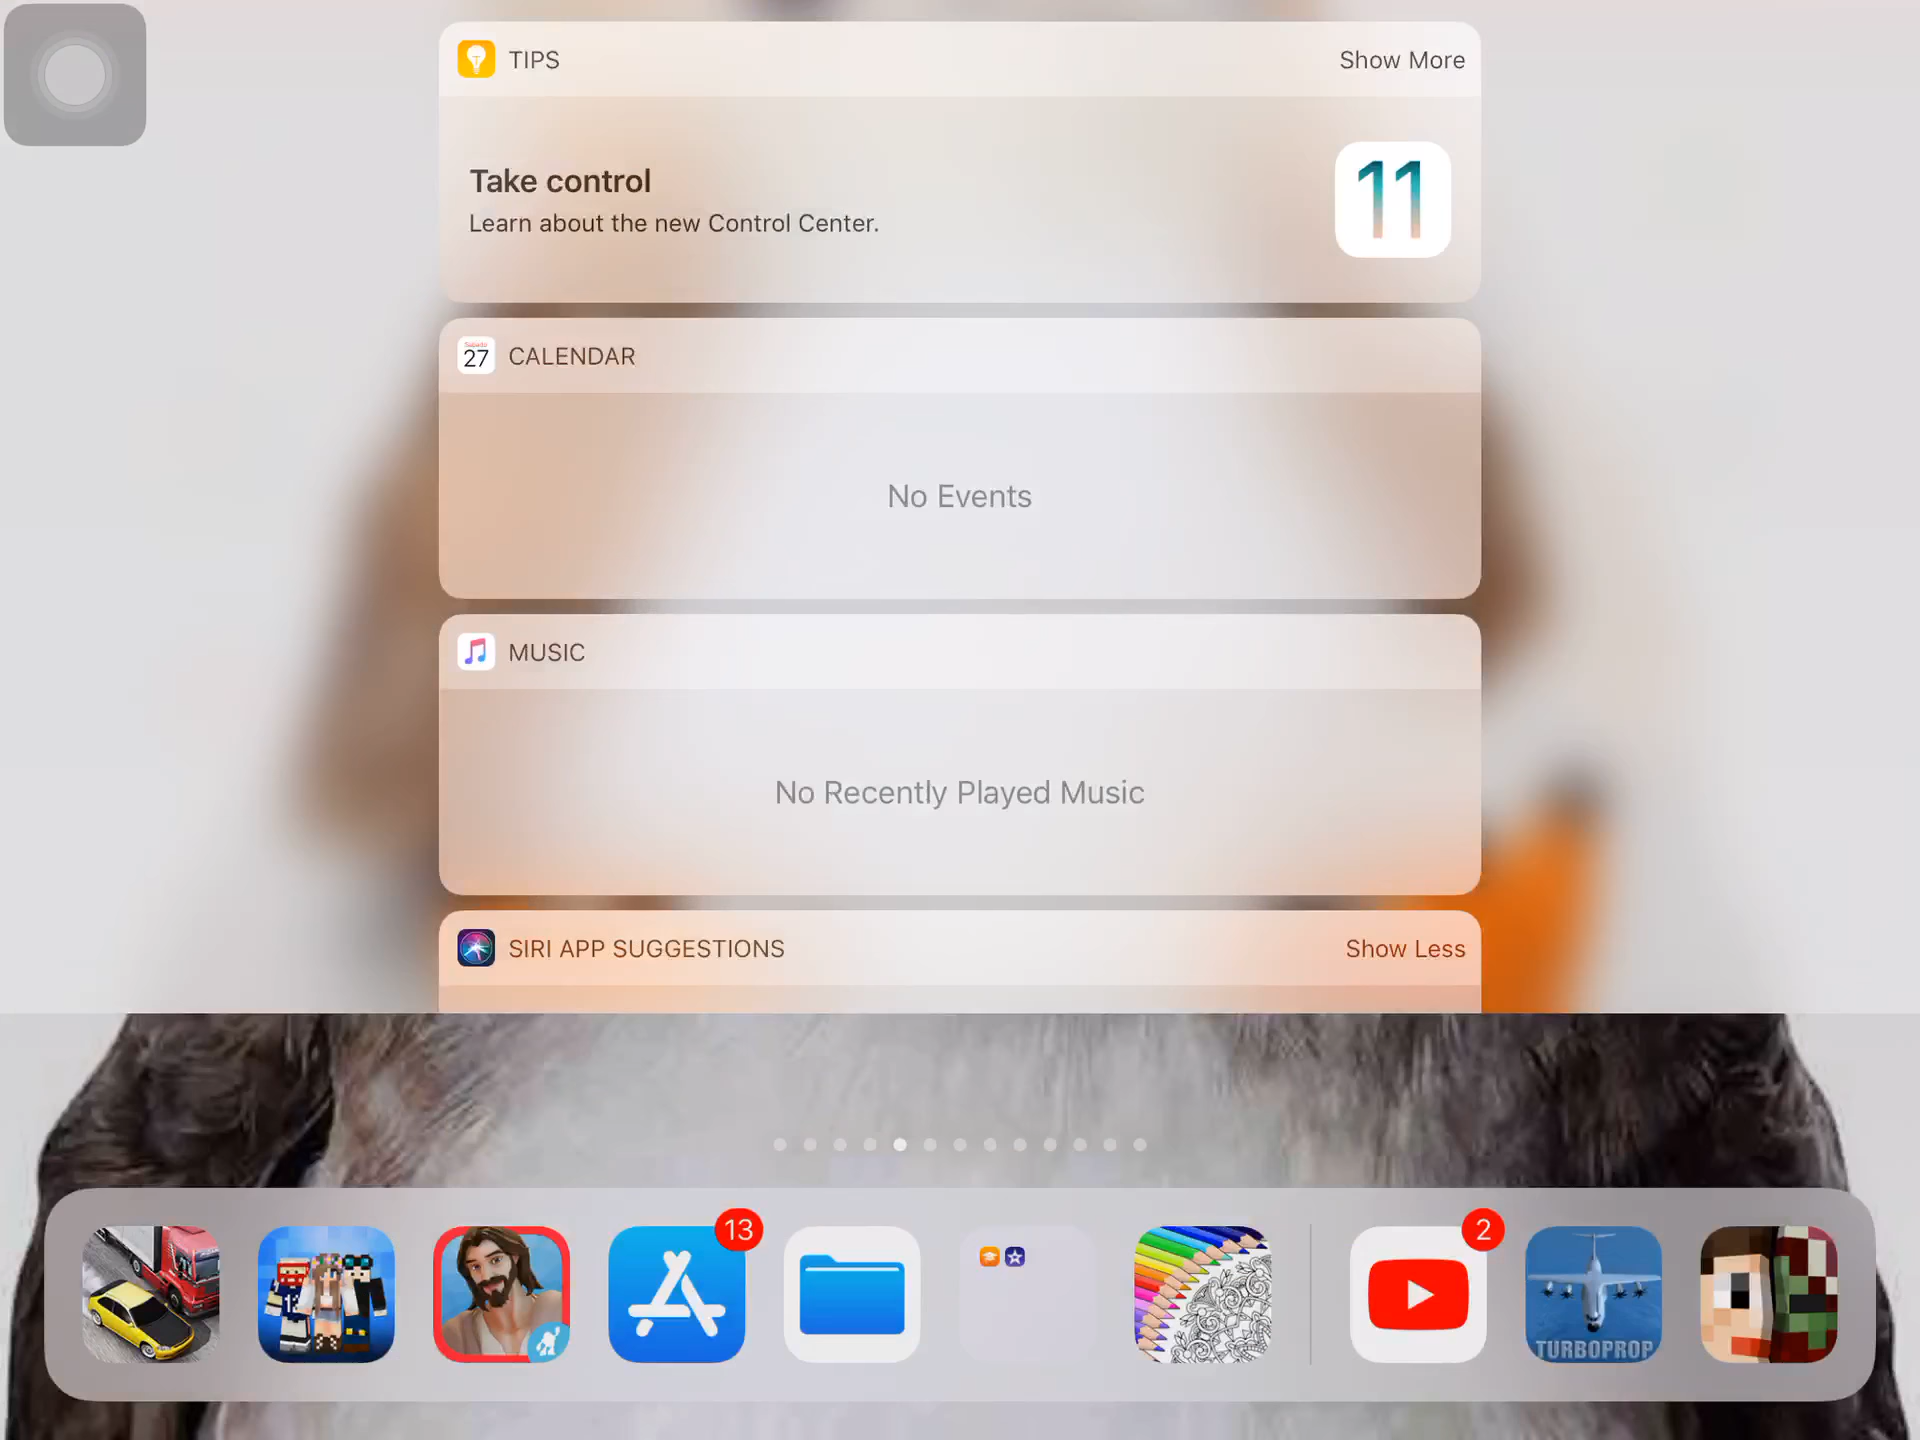 TIPS
Show More
Take control
Learn about the new Control Center.
11
Sábado
27
CALENDAR
No Events
MUSIC
No Recently Played Music
SIRI APP SUGGESTIONS
Show Less
13
2
TURBOPROP